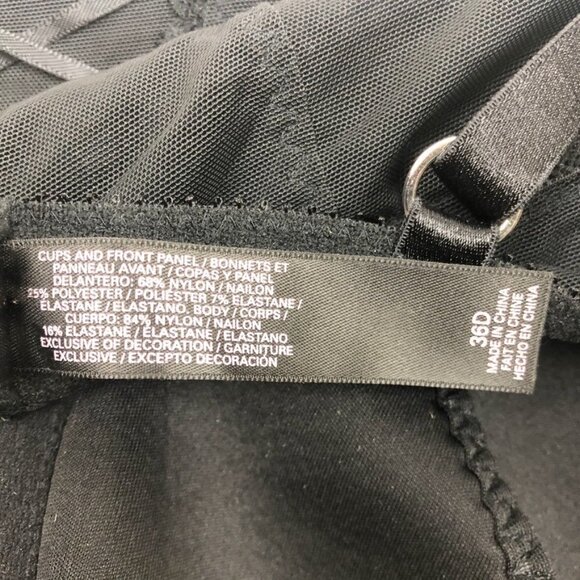 CUPS AND FRONT PANEL / BONNETS ET
PANNEAU AVANT / COPAS Y PANEL
DELANTERO: 68% NYLON / NAILON
25% POLYESTER / POLIÉSTER 7% ELASTANE /
ELASTANE / ELASTANO. BODY / CORPS /
CUERPO: 84% NYLON / NAILON
16% ELASTANE / ÉLASTANE / ELASTANO
EXCLUSIVE OF DECORATION / GARNITURE
EXCLUSIVE / EXCEPTO DECORACIÓN
36D
MADE IN CHINA
FAIT EN CHINE
HECHO EN CHINA